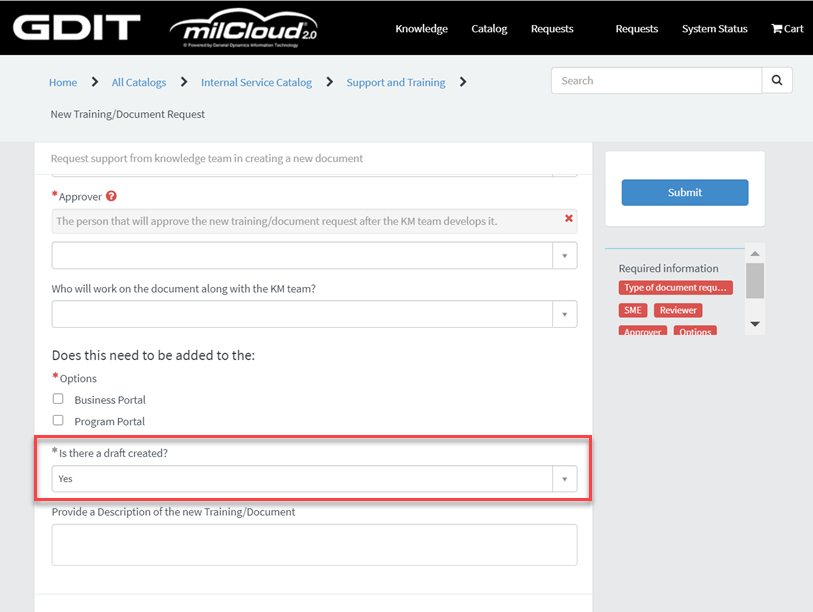 GDIT milCloud® 2.0 Knowledge Catalog Requests Requests System Status Cart
© Powered by General Dynamics Information Technology
Home All Catalogs Internal Service Catalog Support and Training Search
New Training/Document Request
Request support from knowledge team in creating a new document
Submit
* Approver ?
The person that will approve the new training/document request after the KM team develops it.
Required information
Type of document requ...
SME Reviewer
Approver Options
Who will work on the document along with the KM team?
Does this need to be added to the:
* Options
Business Portal
Program Portal
* Is there a draft created?
Yes
Provide a Description of the new Training/Document